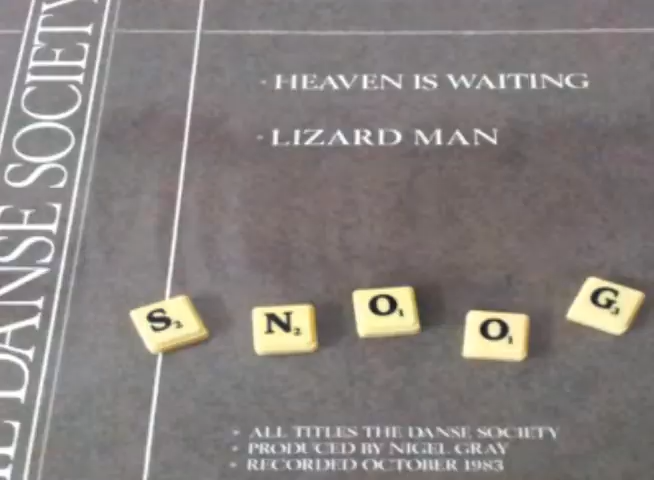 THE DANSE SOCIETY
HEAVEN IS WAITING
LIZARD MAN
S N O O G
ALL TITLES THE DANSE SOCIETY
PRODUCED BY NIGEL GRAY
RECORDED OCTOBER 1983